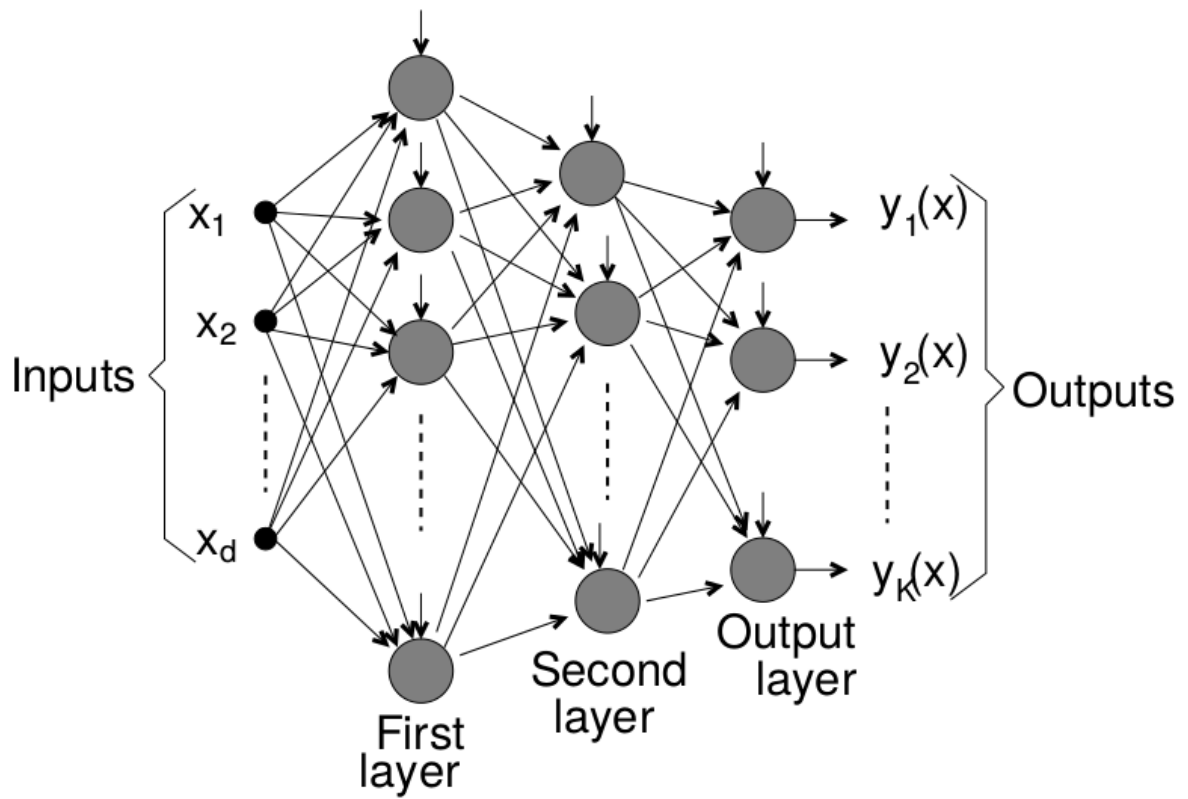 Inputs
x1
x2
xd
First
layer
Second
layer
Output
layer
y1(x)
y2(x)
yK(x)
Outputs